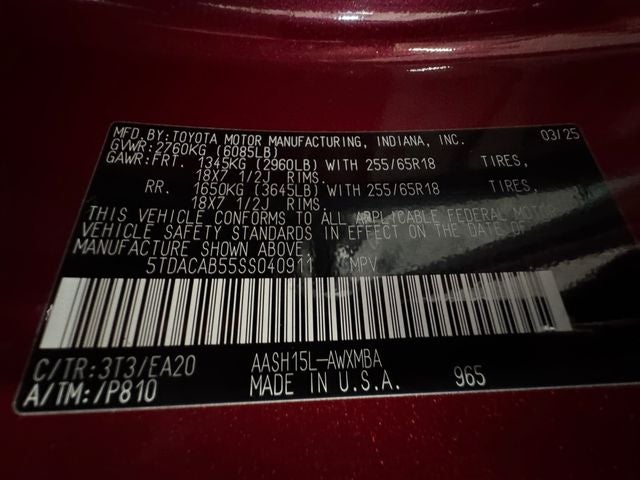 MFD.BY:TOYOTA MOTOR MANUFACTURING, INDIANA, INC. 03/25
GVWR:2760KG (6085LB)
GAWR:FRT. 1345KG (2960LB) WITH 255/65R18 TIRES,
18X7 1/2J RIMS.
RR. 1650KG (3645LB) WITH 255/65R18 TIRES,
18X7 1/2J RIMS.
THIS VEHICLE CONFORMS TO ALL APPLICABLE FEDERAL MOTOR
VEHICLE SAFETY STANDARDS IN EFFECT ON THE DATE OF
MANUFACTURE SHOWN ABOVE.
5TDACAB55SS040911 MPV
C/TR:3T3/EA20 AASH15L-AWXMBA
A/TM:/P810 MADE IN U.S.A. 965